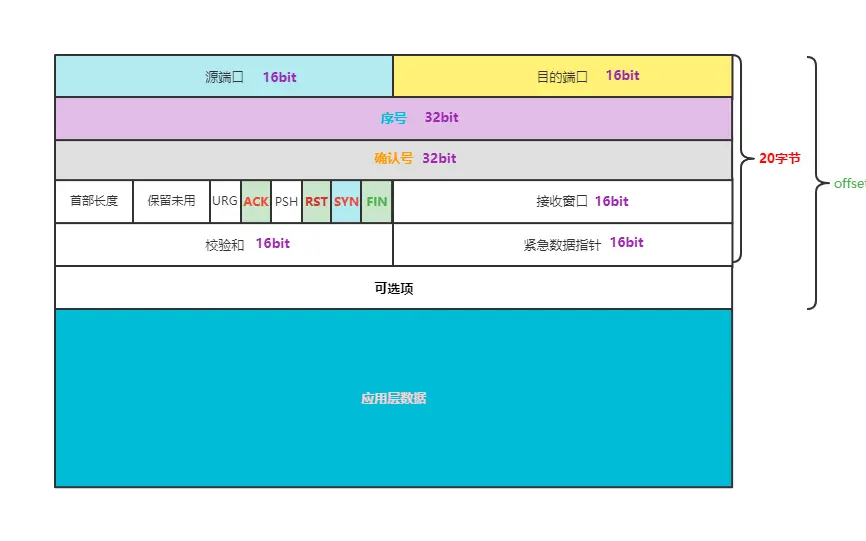 源端口 16bit 目的端口 16bit
序号 32bit
确认号 32bit 20字节
offset
首部长度 保留未用 URG ACK PSH RST SYN FIN 接收窗口 16bit
校验和 16bit 紧急数据指针 16bit
可选项
应用层数据